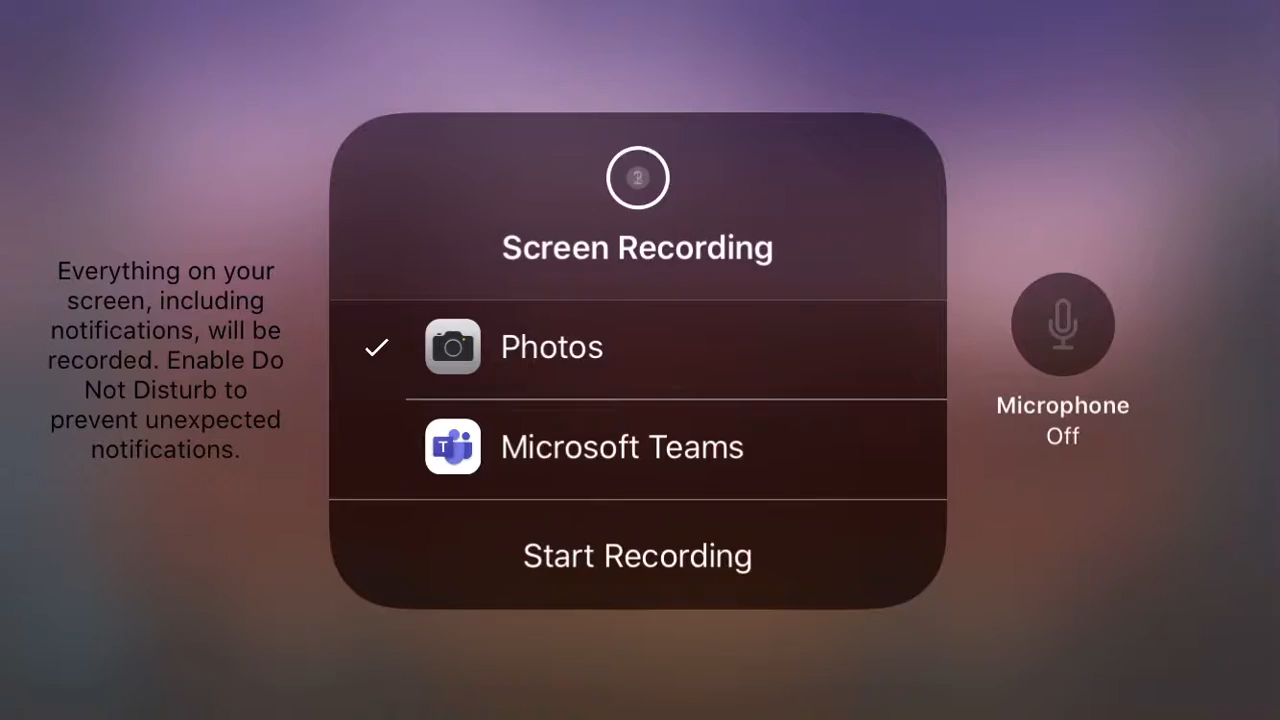 Screen Recording
Everything on your
screen, including
notifications, will be
recorded. Enable Do
Not Disturb to
prevent unexpected
notifications.
Photos
T
Microsoft Teams
Start Recording
Microphone
Off